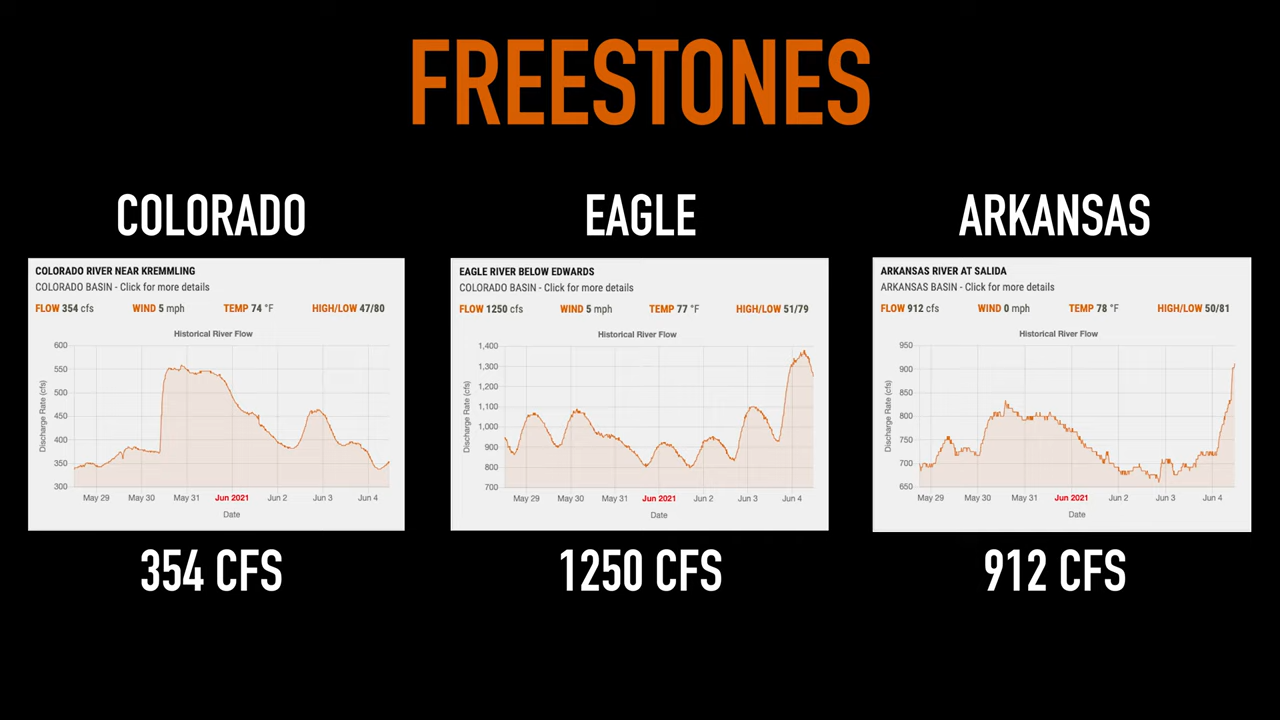 FREESTONES
COLORADO
COLORADO RIVER NEAR KREMMLING
COLORADO BASIN - Click for more details
FLOW 354 cfs WIND 5 mph TEMP 74 °F HIGH/LOW 47/80
Historical River Flow
Discharge Rate (cfs)
600
550
500
450
400
350
300
May 29 May 30 May 31 Jun 2021 Jun 2 Jun 3 Jun 4
Date
354 CFS
EAGLE
EAGLE RIVER BELOW EDWARDS
COLORADO BASIN - Click for more details
FLOW 1250 cfs WIND 5 mph TEMP 77 °F HIGH/LOW 51/79
Historical River Flow
Discharge Rate (cfs)
1,400
1,300
1,200
1,100
1,000
900
800
700
May 29 May 30 May 31 Jun 2021 Jun 2 Jun 3 Jun 4
Date
1250 CFS
ARKANSAS
ARKANSAS RIVER AT SALIDA
ARKANSAS BASIN - Click for more details
FLOW 912 cfs WIND 0 mph TEMP 78 °F HIGH/LOW 50/81
Historical River Flow
Discharge Rate (cfs)
950
900
850
800
750
700
650
May 29 May 30 May 31 Jun 2021 Jun 2 Jun 3 Jun 4
Date
912 CFS